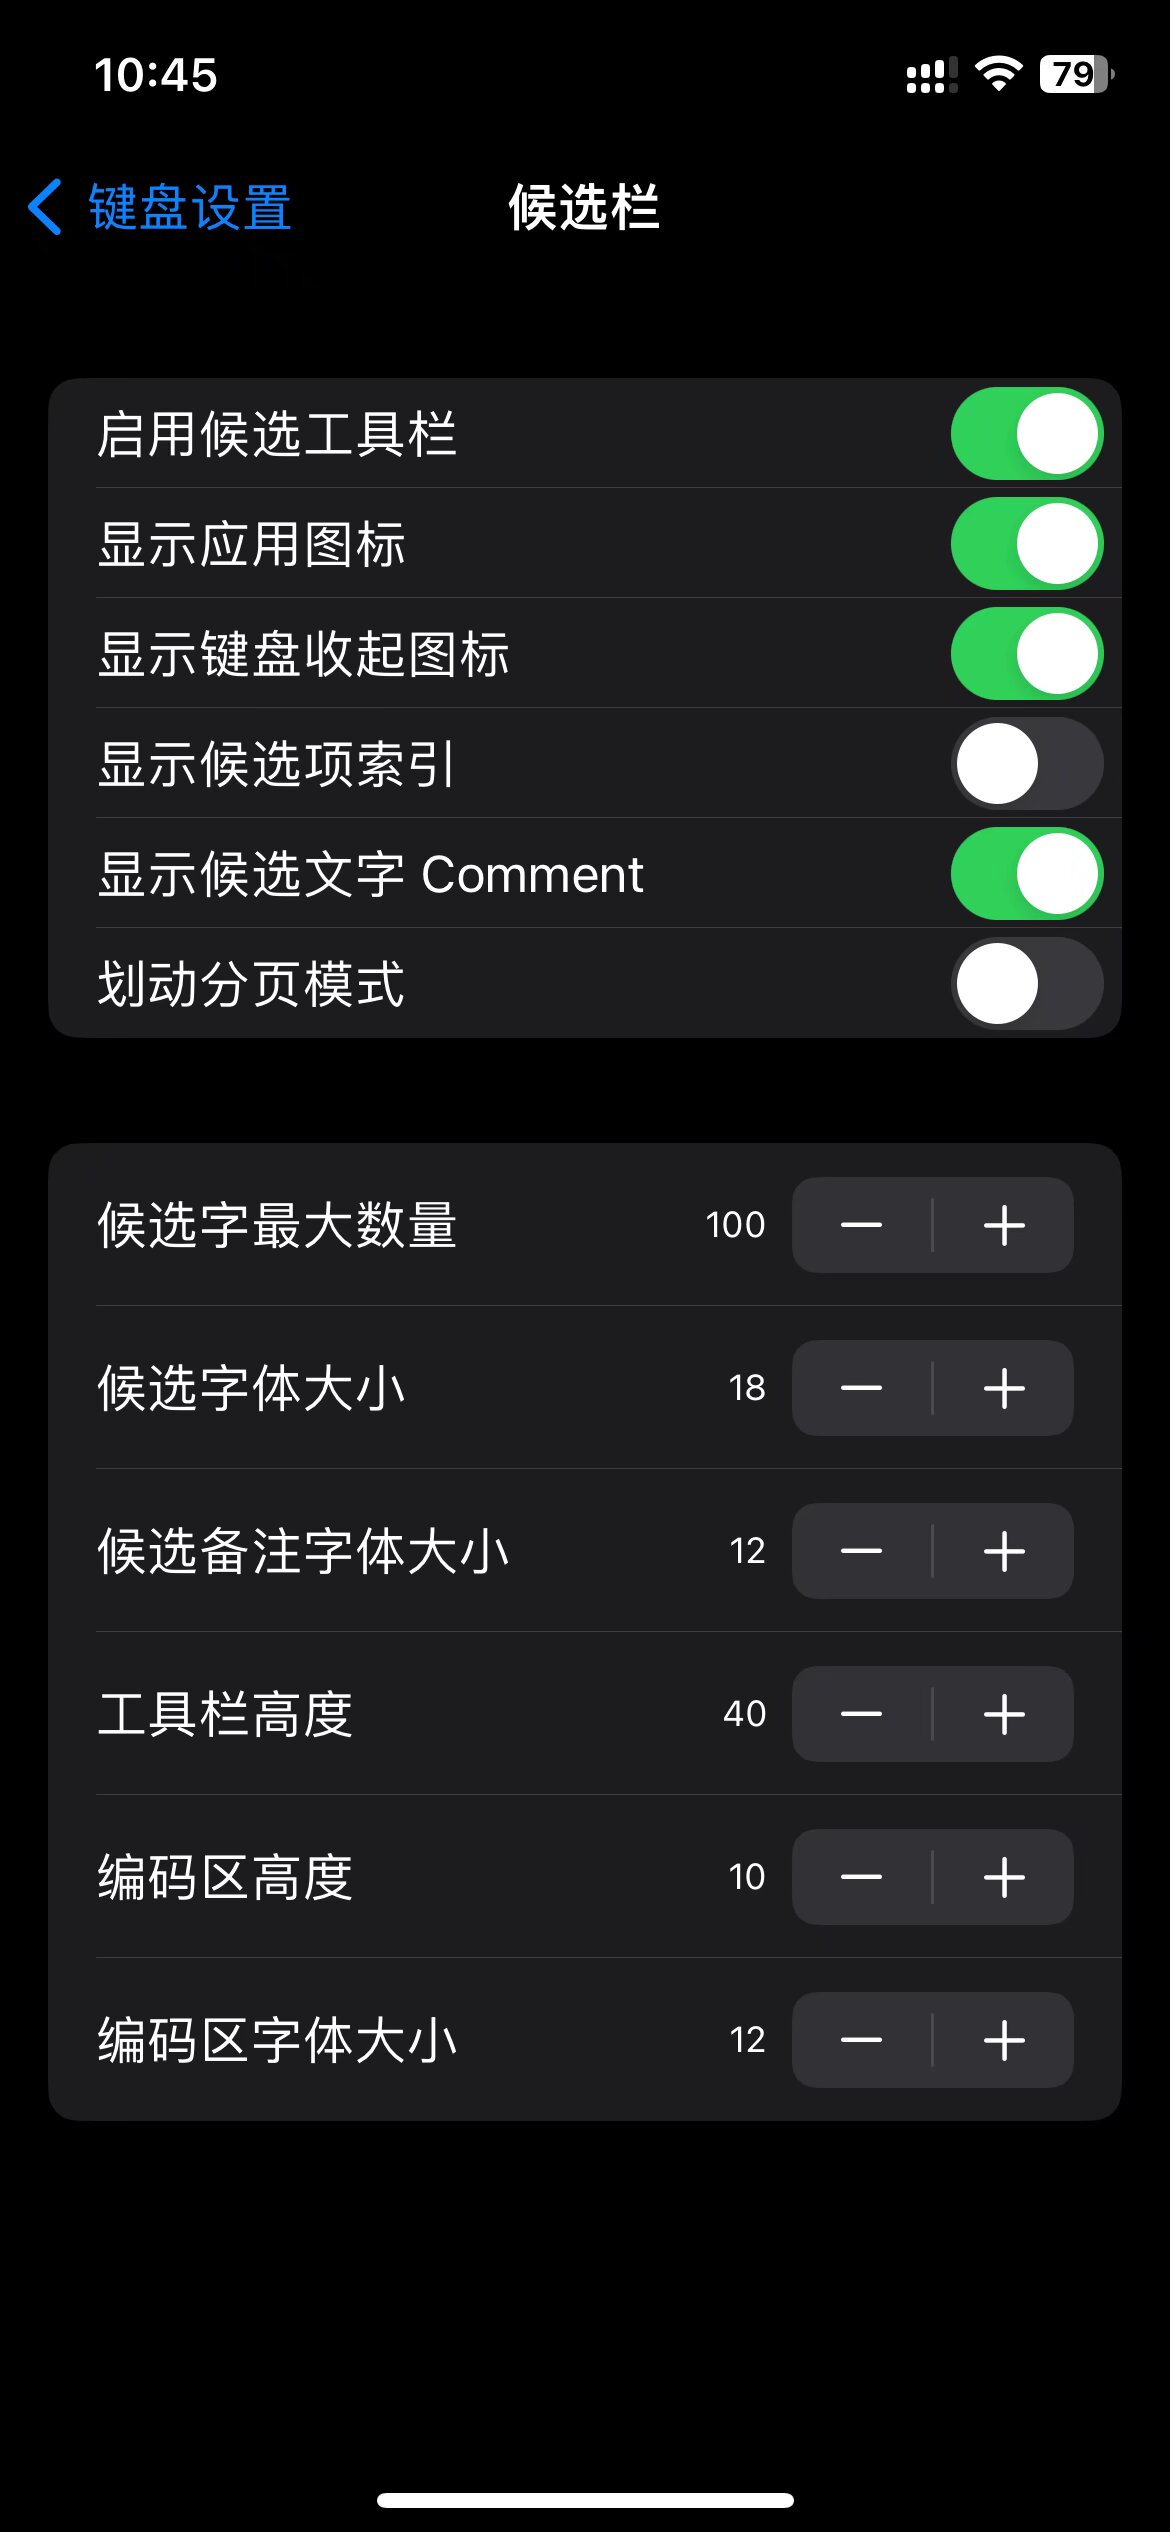 10:45
79
键盘设置
候选栏
启用候选工具栏
显示应用图标
显示键盘收起图标
显示候选项索引
显示候选文字 Comment
划动分页模式
候选字最大数量 100
候选字体大小 18
候选备注字体大小 12
工具栏高度 40
编码区高度 10
编码区字体大小 12